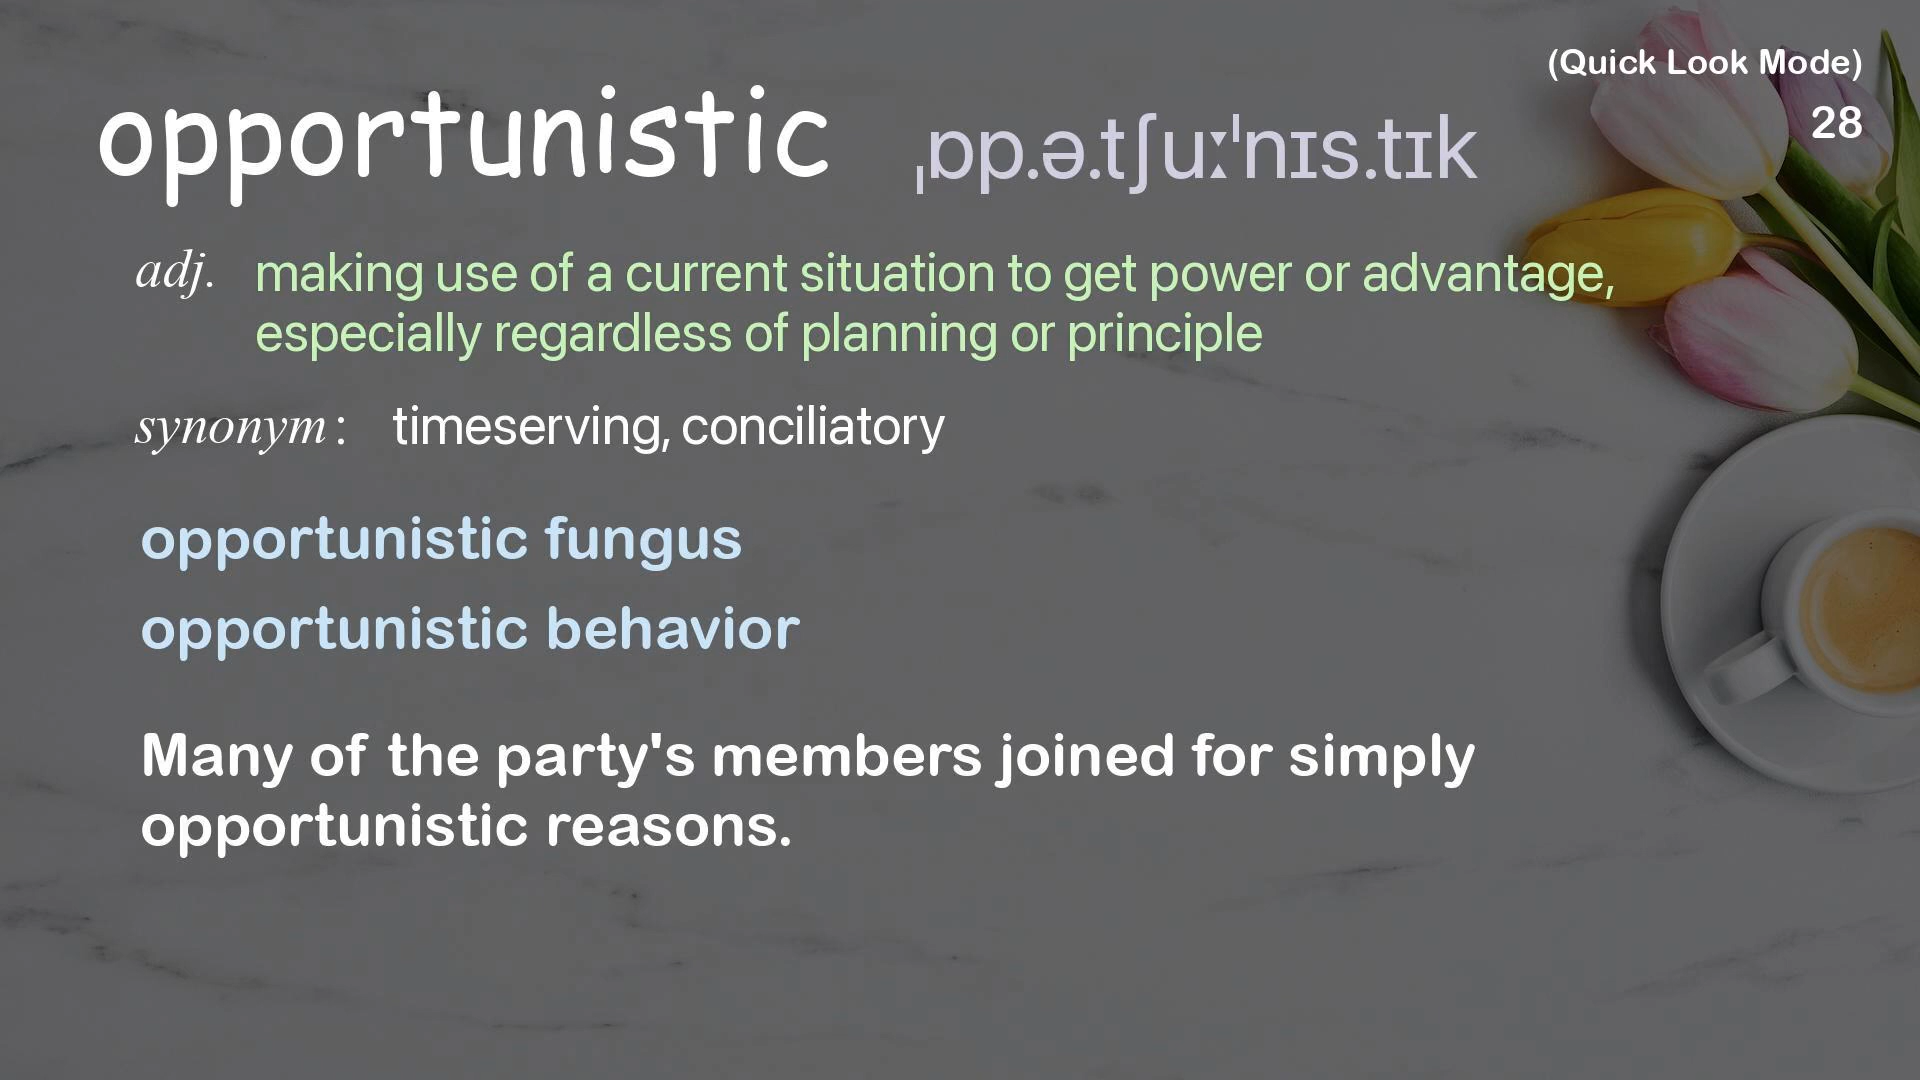 (Quick Look Mode)
28
opportunistic ˌɒp.ə.tʃuːˈnɪs.tɪk
adj. making use of a current situation to get power or advantage,
especially regardless of planning or principle
synonym : timeserving, conciliatory
opportunistic fungus
opportunistic behavior
Many of the party's members joined for simply
opportunistic reasons.